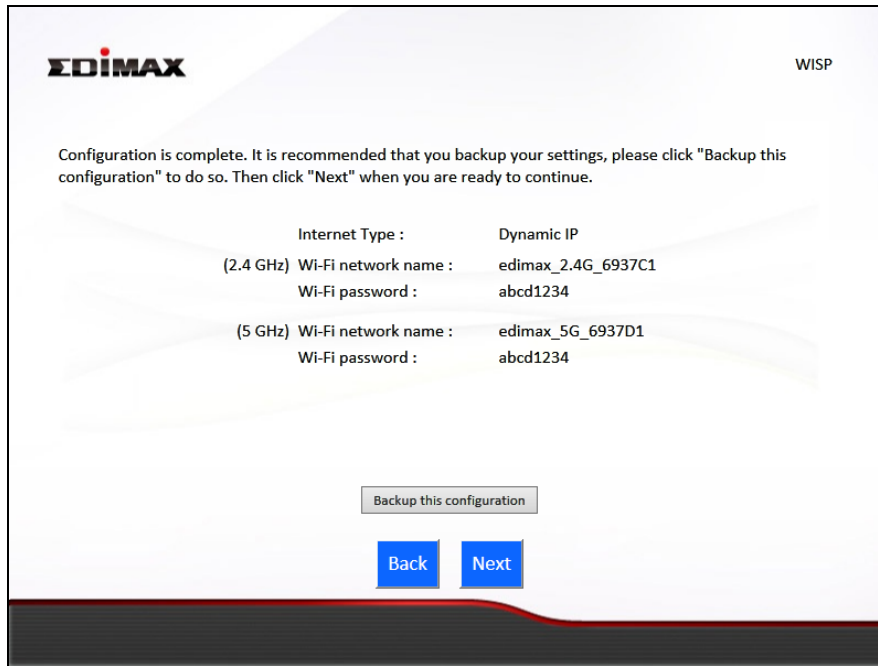 EDIMAX
WISP
Configuration is complete. It is recommended that you backup your settings, please click "Backup this
configuration" to do so. Then click "Next" when you are ready to continue.
Internet Type : Dynamic IP
(2.4 GHz) Wi-Fi network name : edimax_2.4G_6937C1
Wi-Fi password : abcd1234
(5 GHz) Wi-Fi network name : edimax_5G_6937D1
Wi-Fi password : abcd1234
Backup this configuration
Back Next